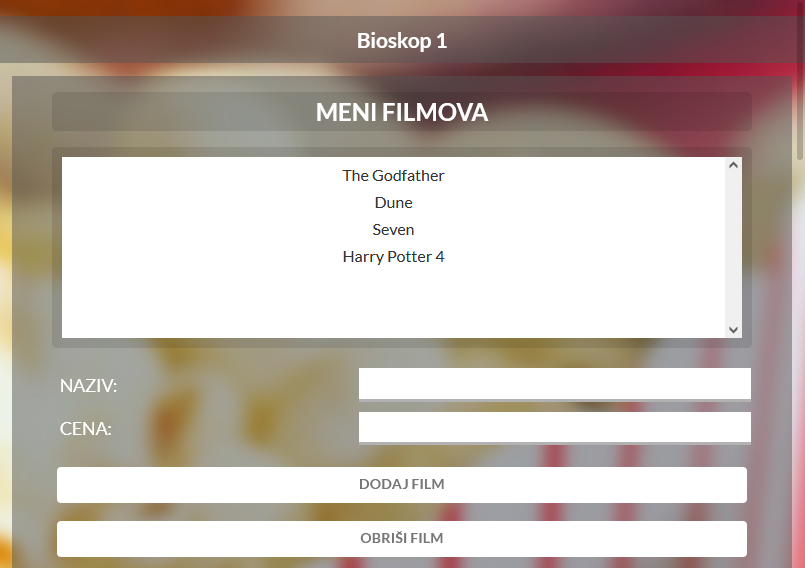 Bioskop 1
MENI FILMOVA
The Godfather
Dune
Seven
Harry Potter 4
NAZIV:
CENA:
DODAJ FILM
OBRIŠI FILM